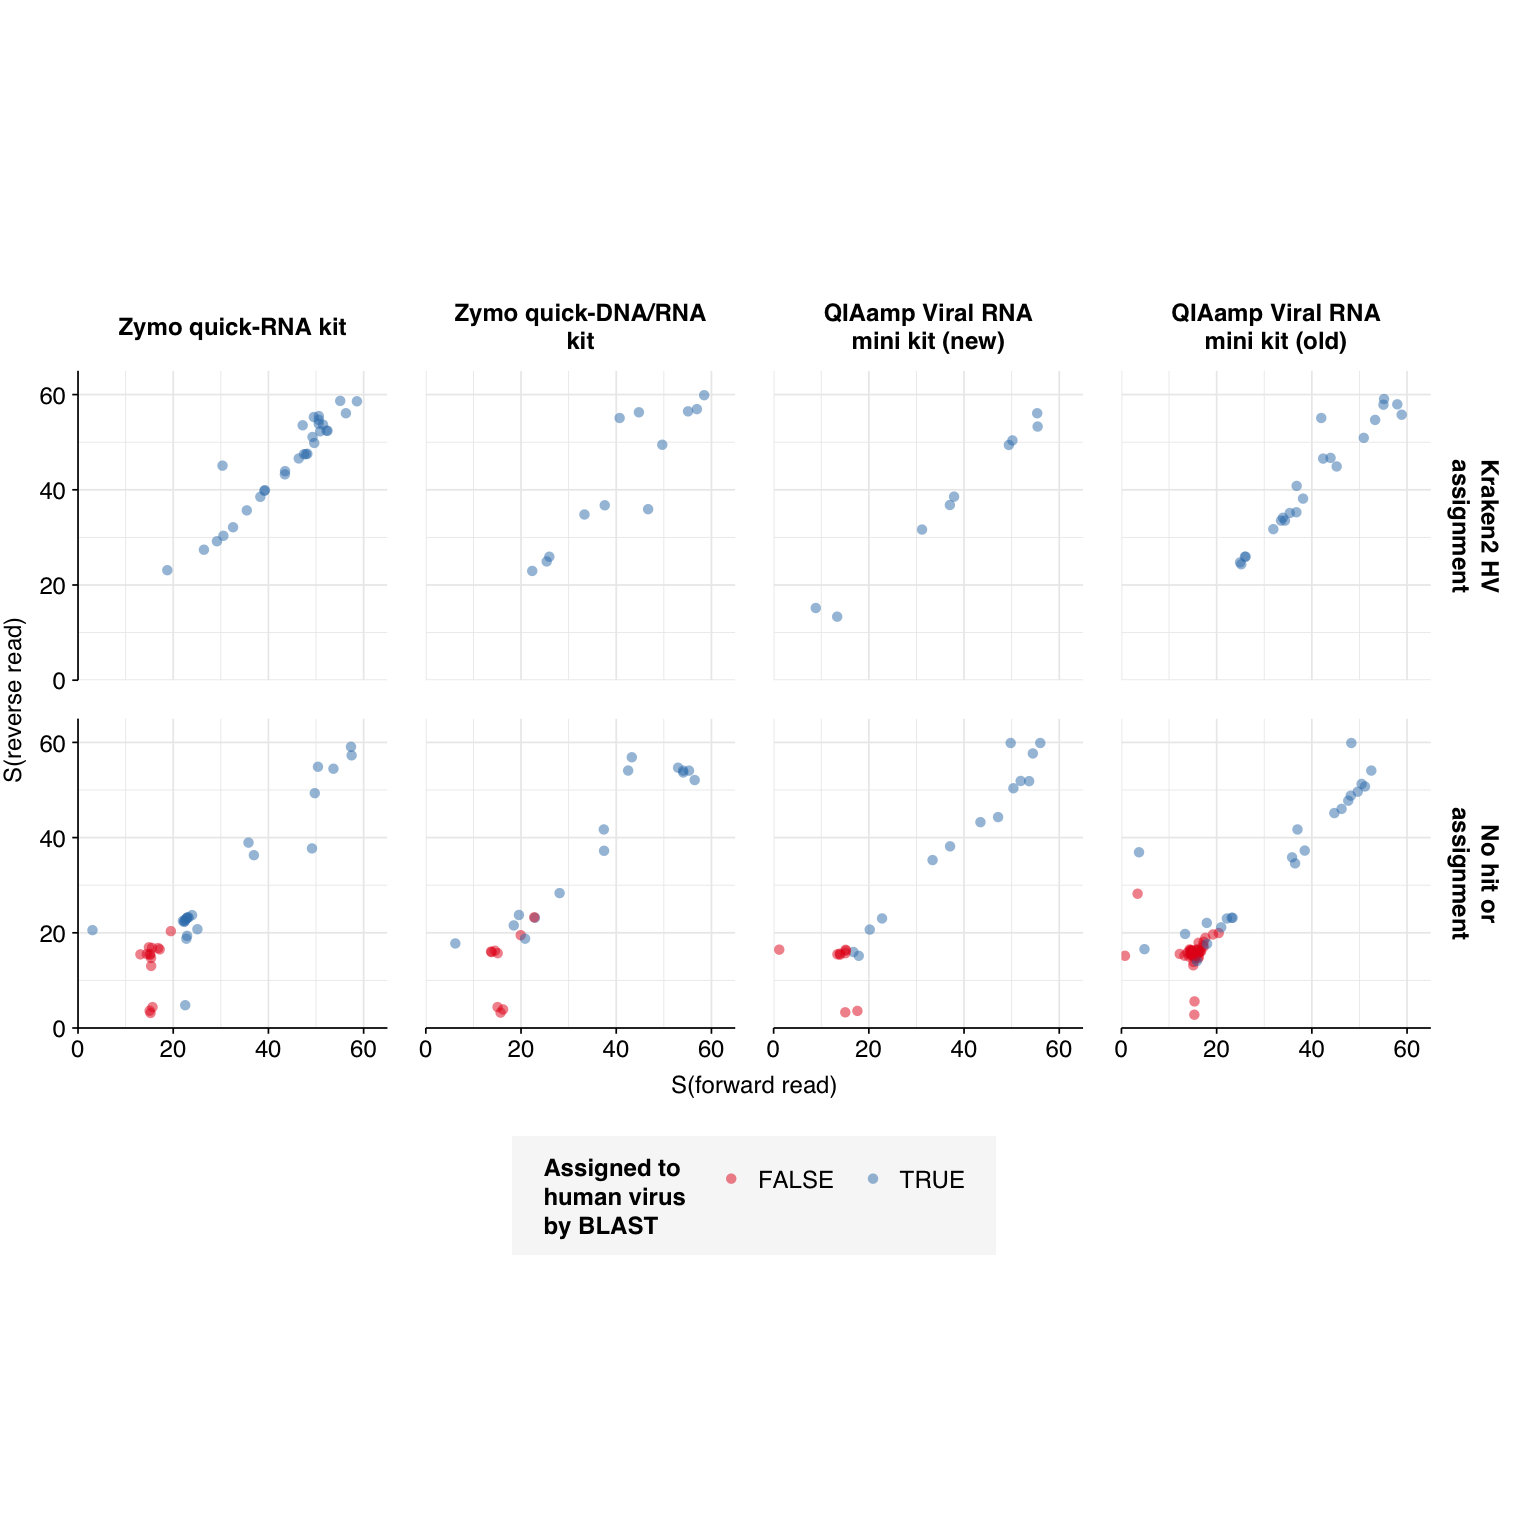 Zymo quick-RNA kit
Zymo quick-DNA/RNA
kit
QIAamp Viral RNA
mini kit (new)
QIAamp Viral RNA
mini kit (old)
60
40
20
0
Kraken2 HV
assignment
S(reverse read)
60
40
20
0
No hit or
assignment
0 20 40 60
0 20 40 60
0 20 40 60
0 20 40 60
S(forward read)
Assigned to
human virus
by BLAST
FALSE
TRUE